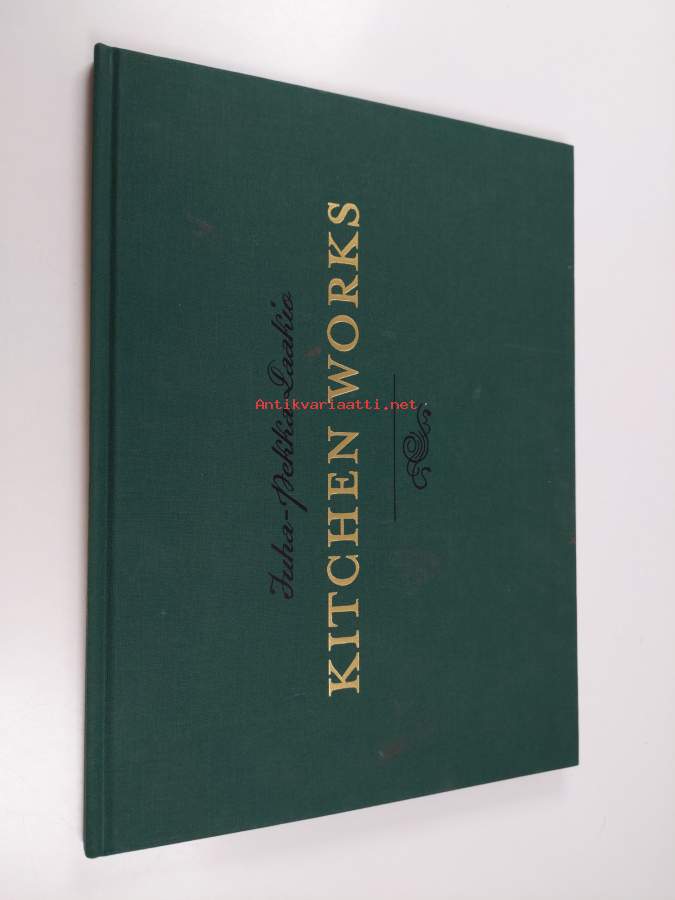 Juha-Pekka Laakio
KITCHEN WORKS
Antikvariaatti.net